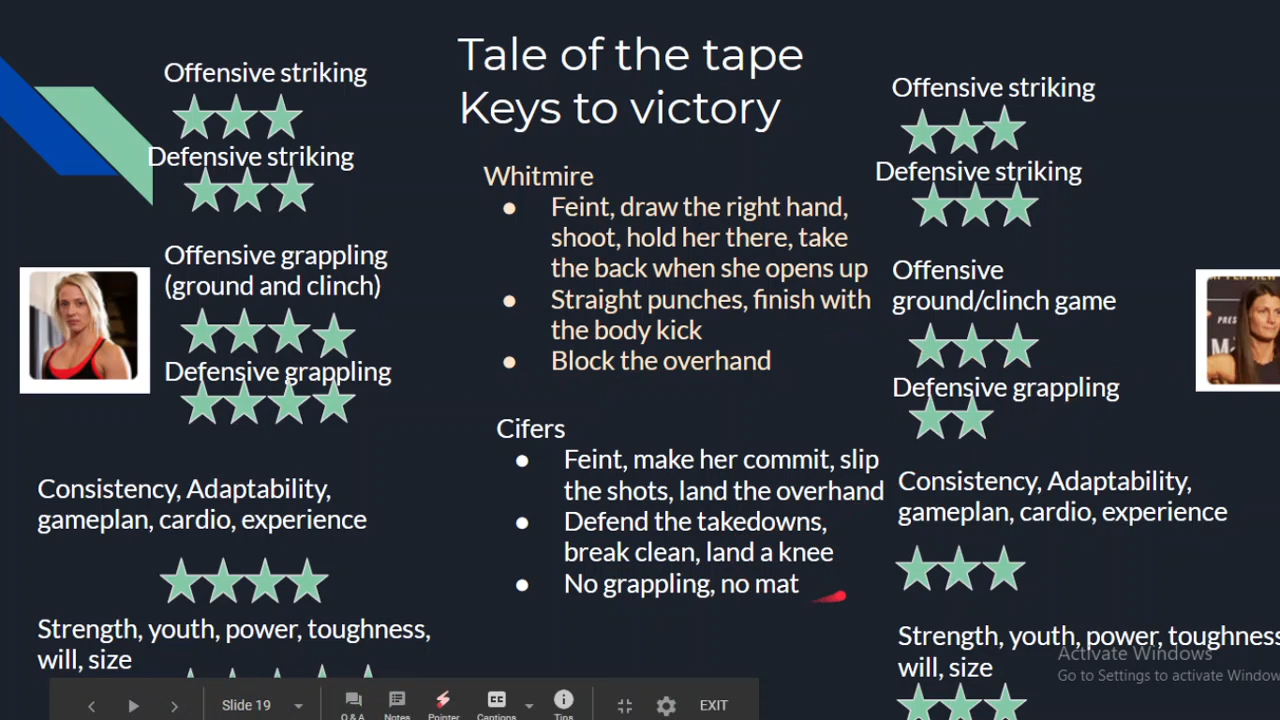 Tale of the tape
Keys to victory
Offensive striking
Defensive striking
Offensive grappling
(ground and clinch)
Defensive grappling
Consistency, Adaptability,
gameplan, cardio, experience
Strength, youth, power, toughness,
will, size
Whitmire
● Feint, draw the right hand,
shoot, hold her there, take
the back when she opens up
● Straight punches, finish with
the body kick
● Block the overhand
Cifers
● Feint, make her commit, slip
the shots, land the overhand
● Defend the takedowns,
break clean, land a knee
● No grappling, no mat
Offensive striking
Defensive striking
Offensive
ground/clinch game
Defensive grappling
Consistency, Adaptability,
gameplan, cardio, experience
Strength, youth, power, toughness
will, size
Activate Windows
Go to Settings to activate Window
Slide 19
Q & A
Notes
Pointer
Captions
Tips
EXIT